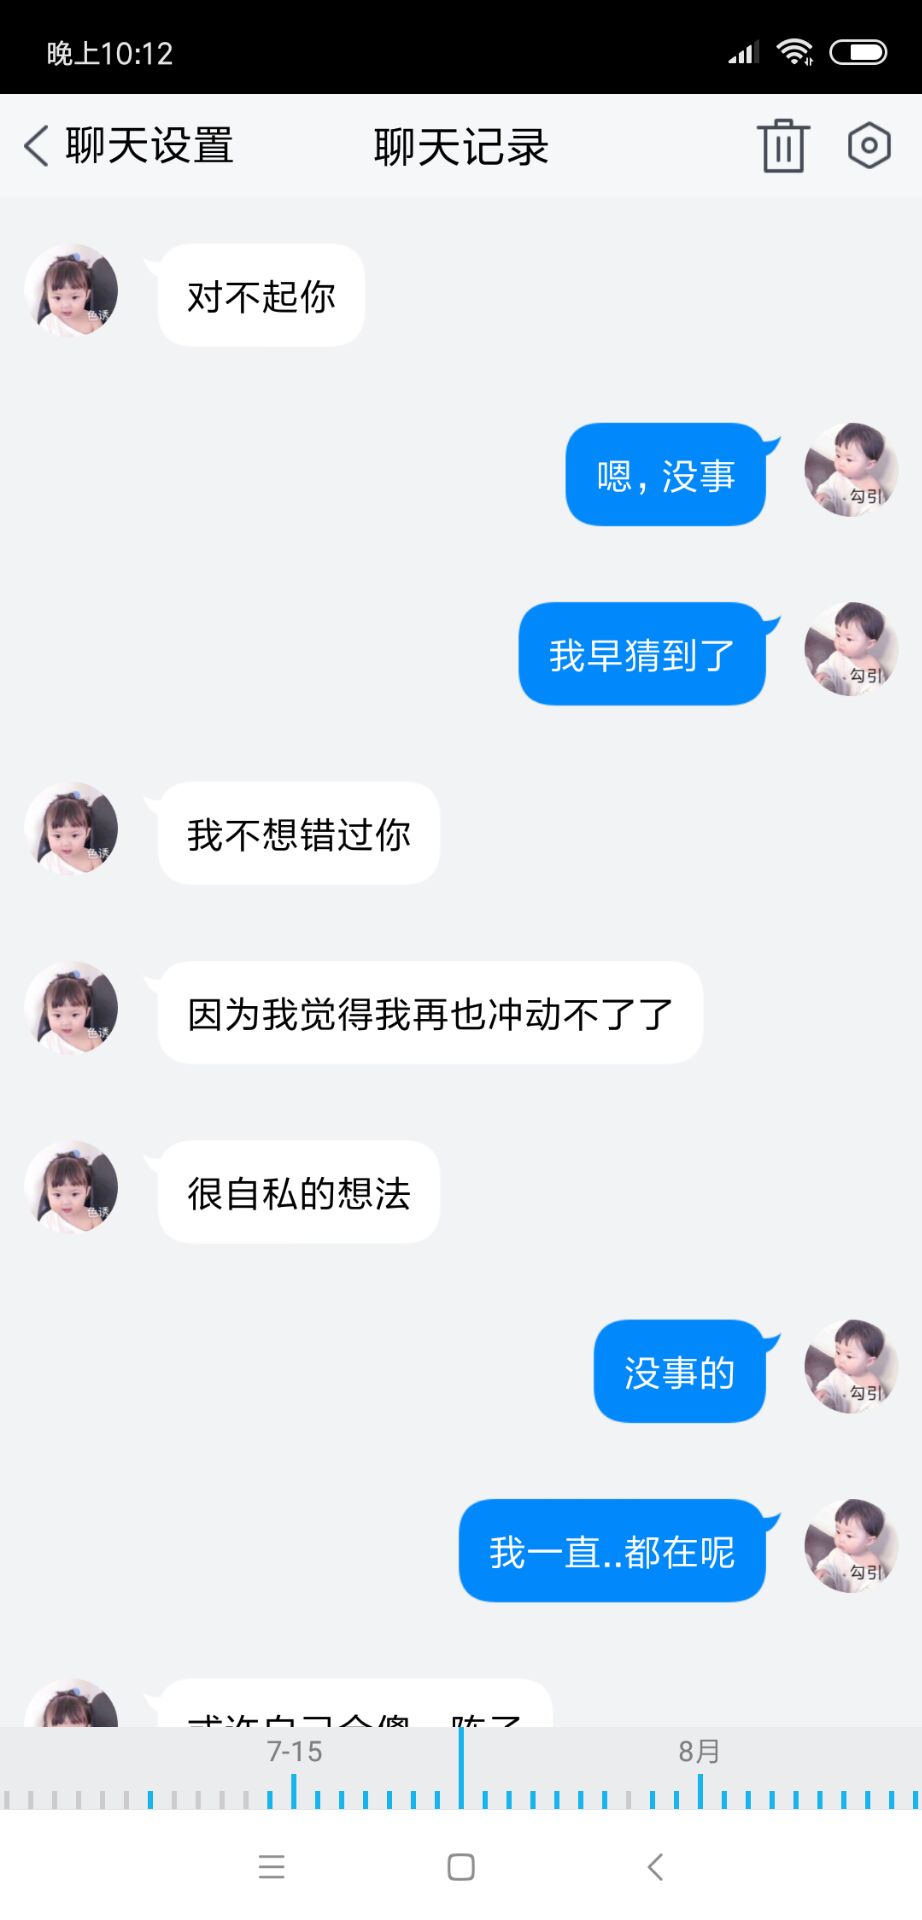 晚上10:12
聊天设置
聊天记录
对不起你
色诱
嗯，没事
勾引
我早猜到了
勾引
我不想错过你
色诱
因为我觉得我再也冲动不了了
色诱
很自私的想法
色诱
没事的
勾引
我一直..都在呢
勾引
7-15
8月